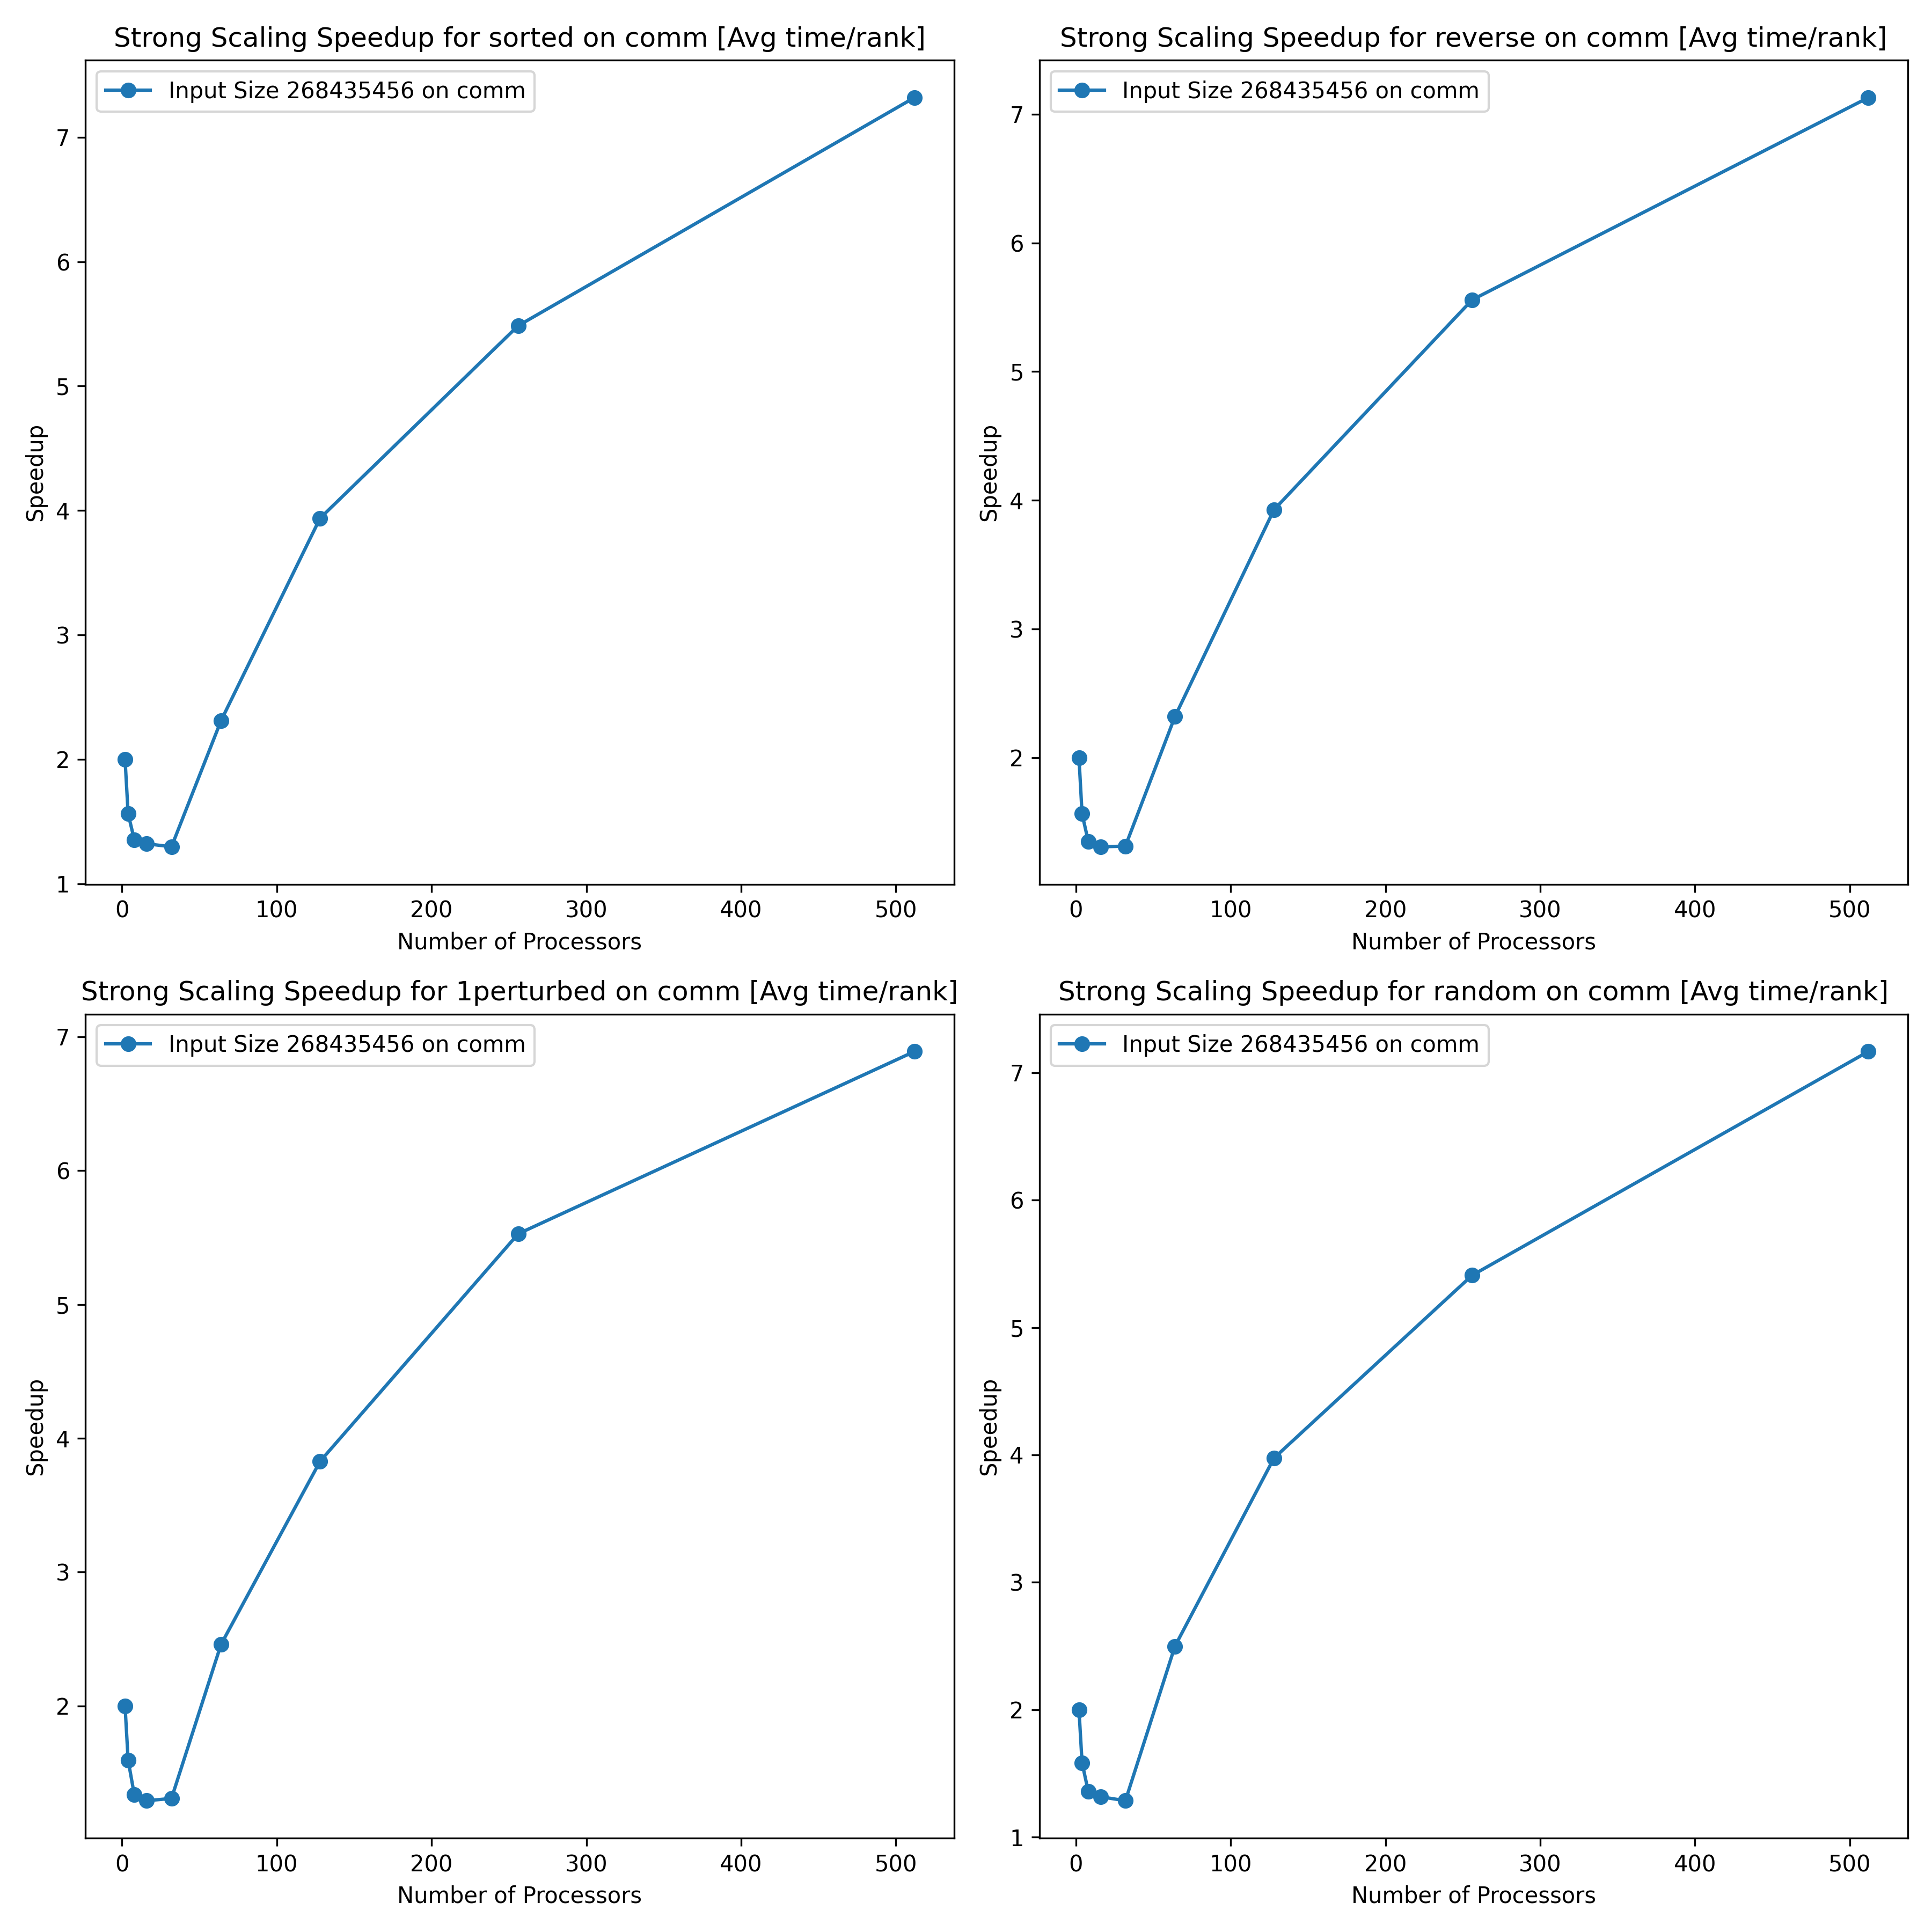 Strong Scaling Speedup for sorted on comm [Avg time/rank]
Input Size 268435456 on comm
7
6
5
4
3
2
1
Speedup
0 100 200 300 400 500
Number of Processors
Strong Scaling Speedup for reverse on comm [Avg time/rank]
Input Size 268435456 on comm
7
6
5
4
3
2
Speedup
0 100 200 300 400 500
Number of Processors
Strong Scaling Speedup for 1perturbed on comm [Avg time/rank]
Input Size 268435456 on comm
7
6
5
4
3
2
Speedup
0 100 200 300 400 500
Number of Processors
Strong Scaling Speedup for random on comm [Avg time/rank]
Input Size 268435456 on comm
7
6
5
4
3
2
1
Speedup
0 100 200 300 400 500
Number of Processors